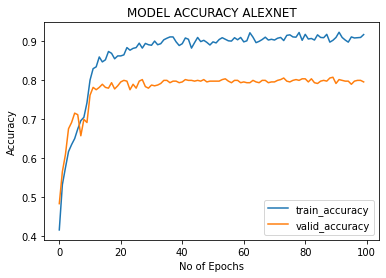 MODEL ACCURACY ALEXNET
0.9
0.8
0.7
0.6
0.5
0.4
Accuracy
0 20 40 60 80 100
No of Epochs
train_accuracy
valid_accuracy